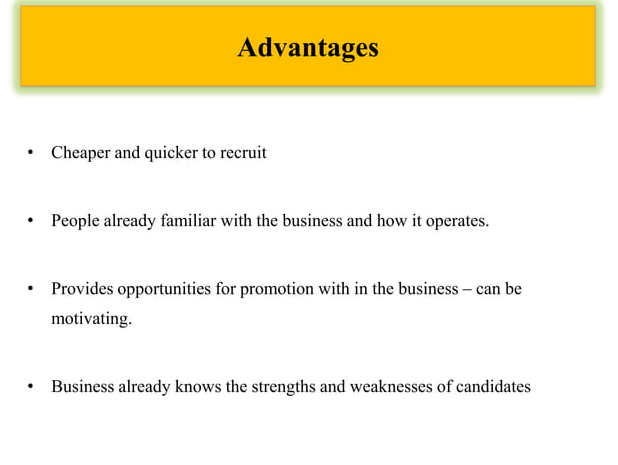 Advantages
• Cheaper and quicker to recruit
• People already familiar with the business and how it operates.
• Provides opportunities for promotion with in the business – can be
motivating.
• Business already knows the strengths and weaknesses of candidates